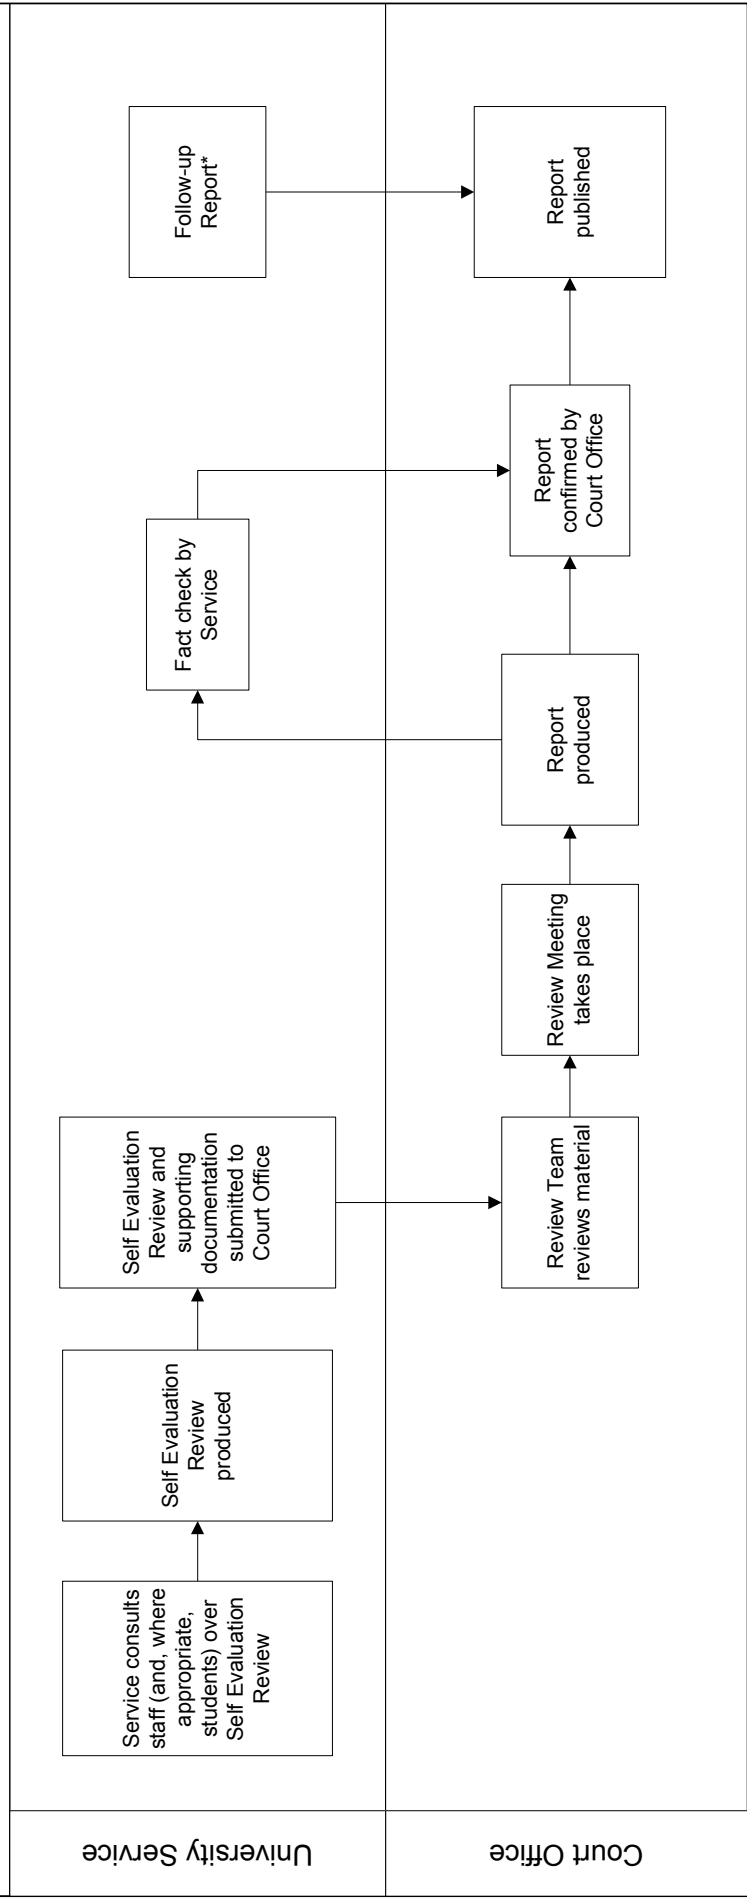 University Service
Service consults
staff (and, where
appropriate,
students) over
Self Evaluation
Review
Self Evaluation
Review
produced
Self Evaluation
Review and
supporting
documentation
submitted to
Court Office
Fact check by
Service
Follow-up
Report*
Court Office
Review Team
reviews material
Review Meeting
takes place
Report
produced
Report
confirmed by
Court Office
Report
published